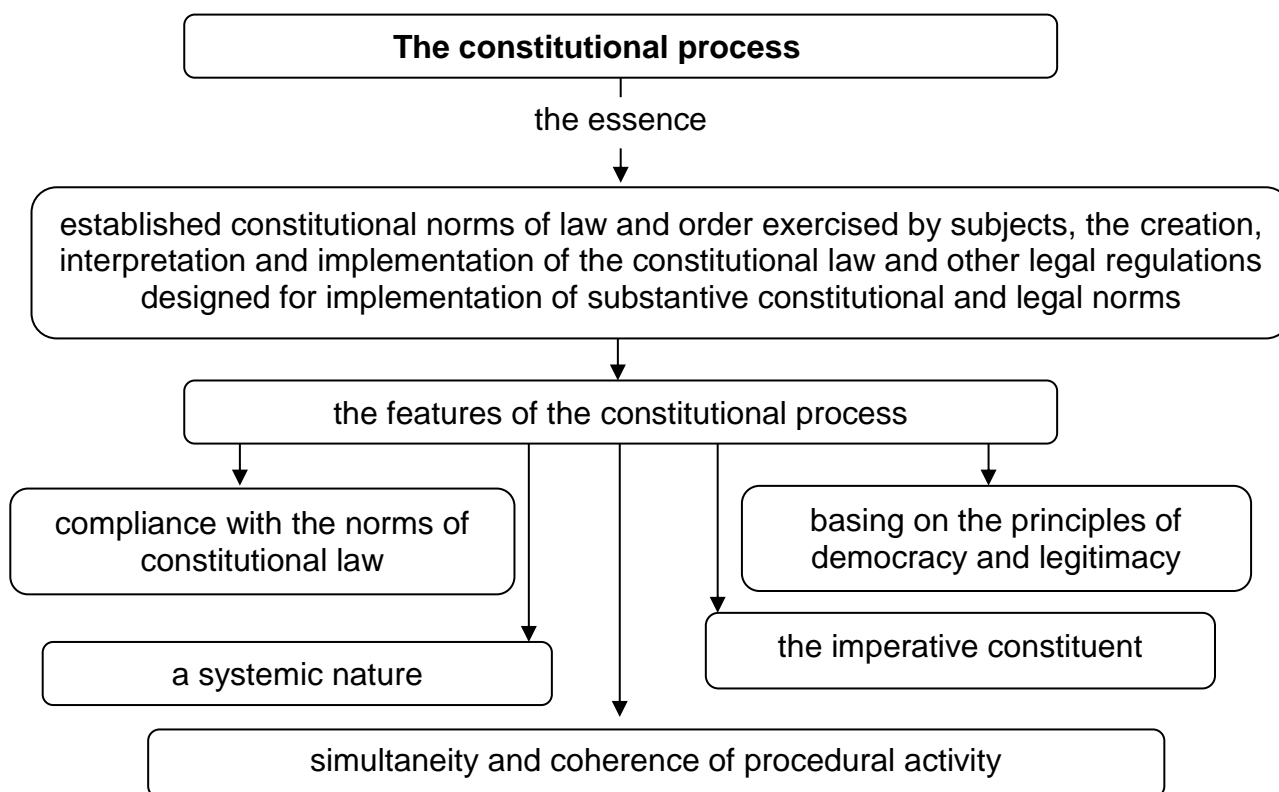 The constitutional process
the essence
established constitutional norms of law and order exercised by subjects, the creation,
interpretation and implementation of the constitutional law and other legal regulations
designed for implementation of substantive constitutional and legal norms
the features of the constitutional process
compliance with the norms of
constitutional law
basing on the principles of
democracy and legitimacy
a systemic nature
the imperative constituent
simultaneity and coherence of procedural activity